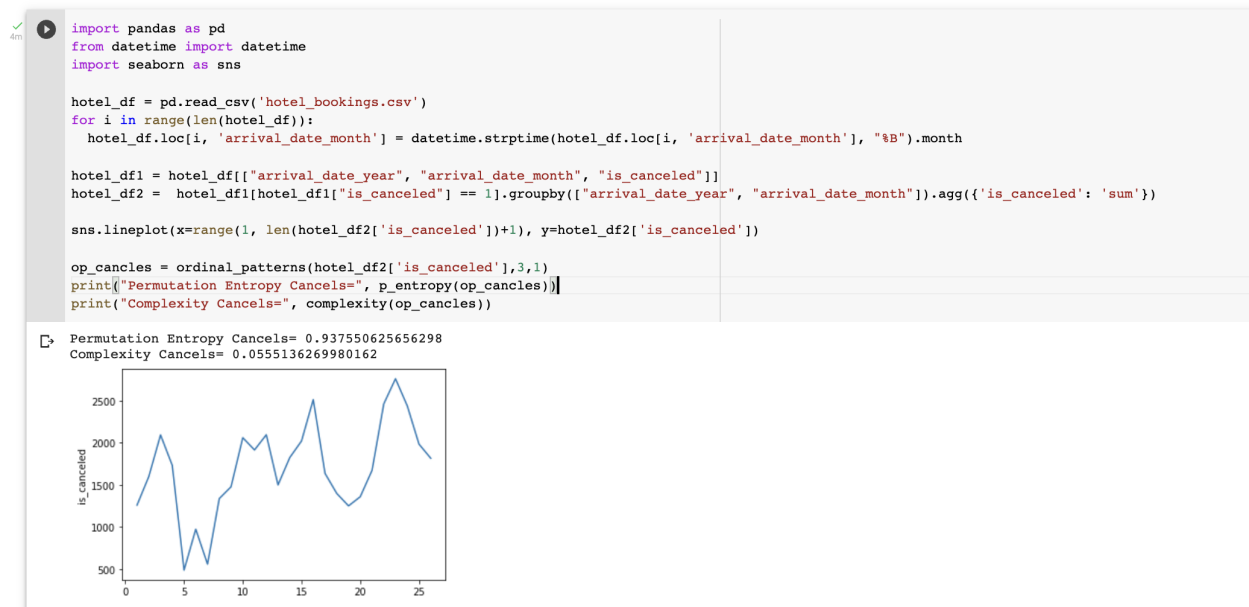 4m
import pandas as pd
from datetime import datetime
import seaborn as sns
hotel_df = pd.read_csv('hotel_bookings.csv')
for i in range(len(hotel_df)):
  hotel_df.loc[i, 'arrival_date_month'] = datetime.strptime(hotel_df.loc[i, 'arrival_date_month'], "%B").month
hotel_df1 = hotel_df[["arrival_date_year", "arrival_date_month", "is_canceled"]]
hotel_df2 =  hotel_df1[hotel_df1["is_canceled"] == 1].groupby(["arrival_date_year", "arrival_date_month"]).agg({'is_canceled': 'sum'})
sns.lineplot(x=range(1, len(hotel_df2['is_canceled'])+1), y=hotel_df2['is_canceled'])
op_cancles = ordinal_patterns(hotel_df2['is_canceled'],3,1)
print("Permutation Entropy Cancels=", p_entropy(op_cancles))
print("Complexity Cancels=", complexity(op_cancles))
Permutation Entropy Cancels= 0.937550625656298
Complexity Cancels= 0.0555136269980162
2500
2000
1500
1000
500
is_canceled
0 5 10 15 20 25